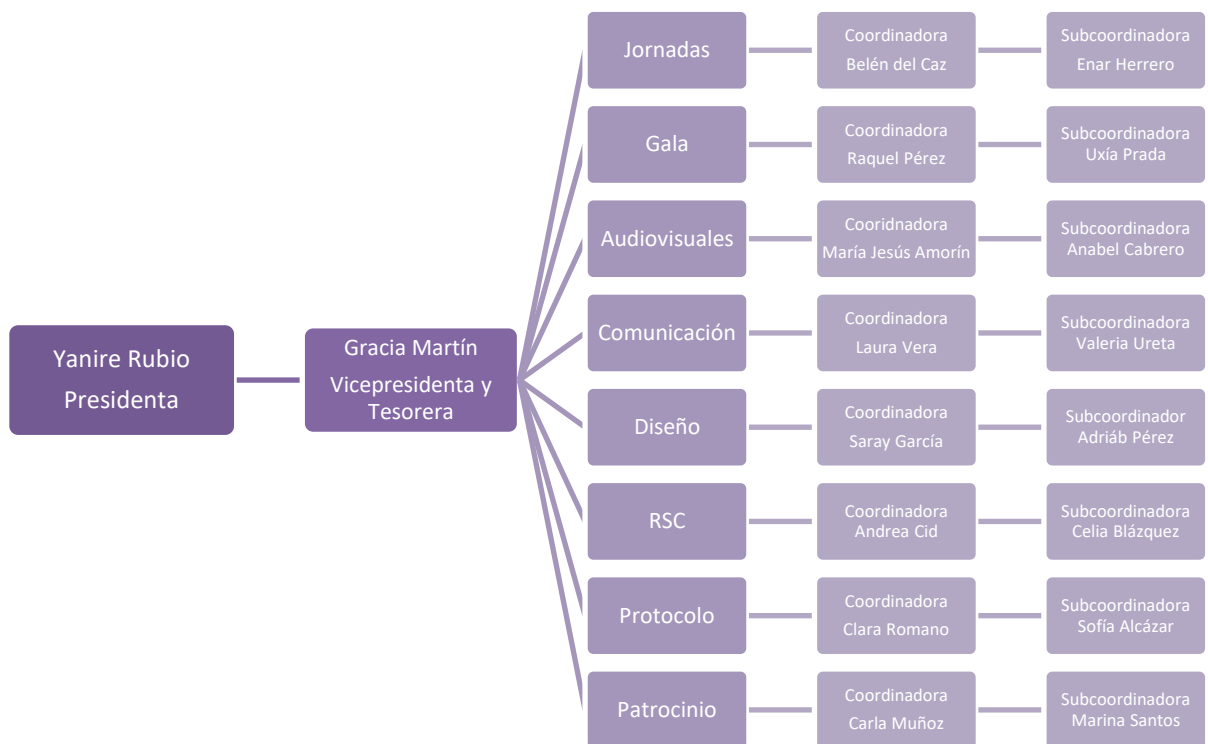 Yanire Rubio
Presidenta
Gracia Martín
Vicepresidenta y
Tesorera
Jornadas
Coordinadora
Belén del Caz
Subcoordinadora
Enar Herrero
Gala
Coordinadora
Raquel Pérez
Subcoordinadora
Uxía Prada
Audiovisuales
Cooridnadora
María Jesús Amorín
Subcoordinadora
Anabel Cabrero
Comunicación
Coordinadora
Laura Vera
Subcoordinadora
Valeria Ureta
Diseño
Coordinadora
Saray García
Subcoordinador
Adriáb Pérez
RSC
Coordinadora
Andrea Cid
Subcoordinadora
Celia Blázquez
Protocolo
Coordinadora
Clara Romano
Subcoordinadora
Sofía Alcázar
Patrocinio
Coordinadora
Carla Muñoz
Subcoordinadora
Marina Santos